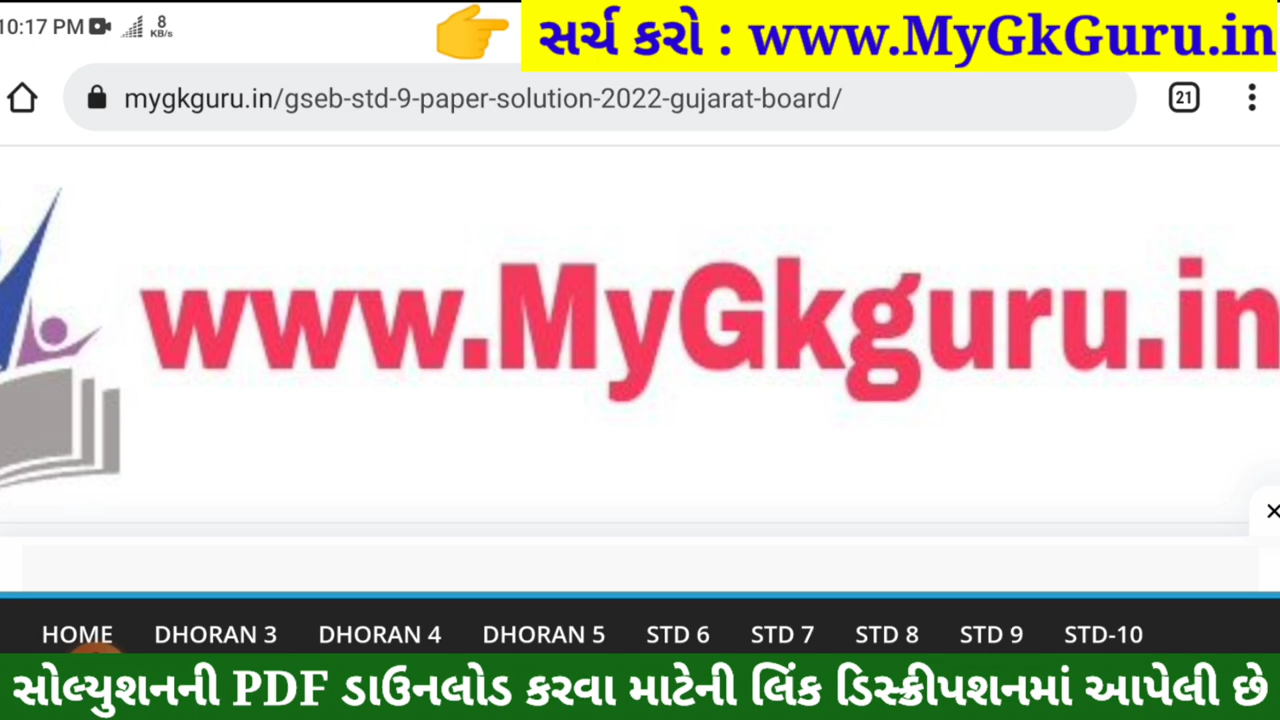 10:17 PM 8 KB/s
👉 સર્ચ કરો : www.MyGkGuru.in
mygkguru.in/gseb-std-9-paper-solution-2022-gujarat-board/ 21
www.MyGkguru.in
HOME DHORAN 3 DHORAN 4 DHORAN 5 STD 6 STD 7 STD 8 STD 9 STD-10
સોલ્યુશનની PDF ડાઉનલોડ કરવા માટેની લિંક ડિસ્ક્રીપશનમાં આપેલી છે